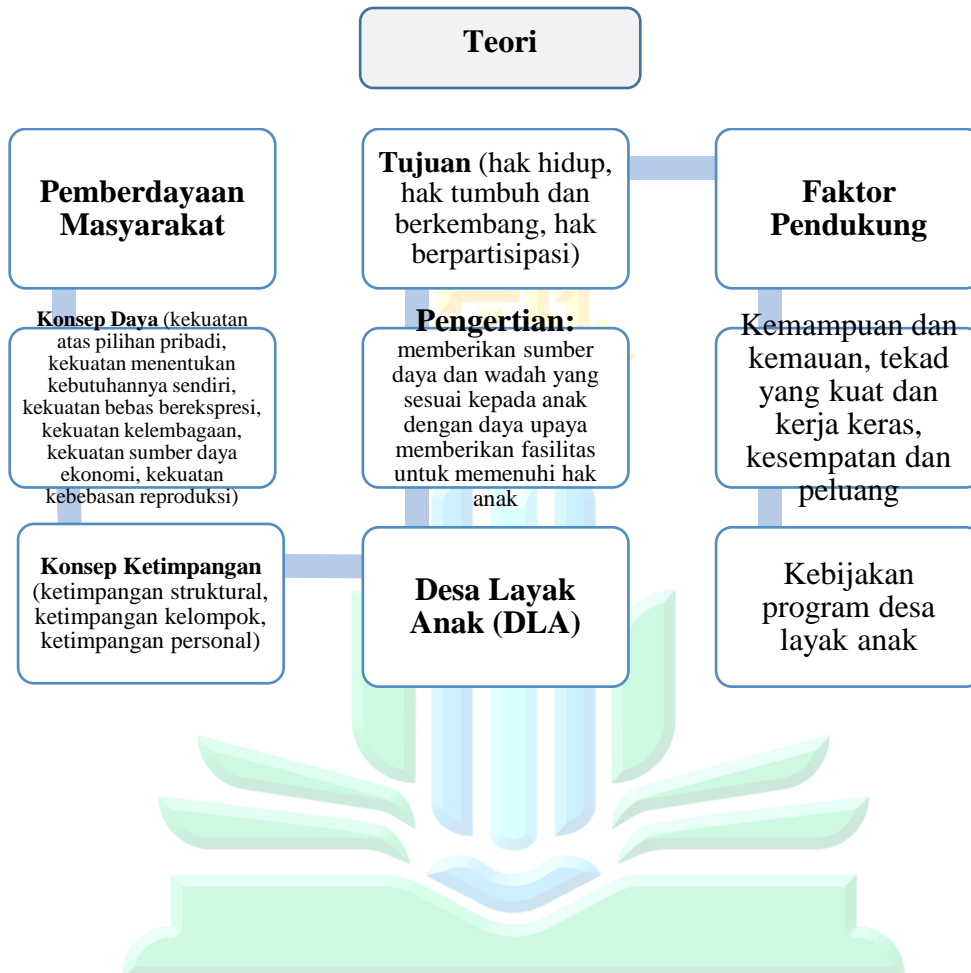 Teori
Pemberdayaan
Masyarakat
Konsep Daya (kekuatan
atas pilihan pribadi,
kekuatan menentukan
kebutuhannya sendiri,
kekuatan bebas berekspresi,
kekuatan kelembagaan,
kekuatan sumber daya
ekonomi, kekuatan
kebebasan reproduksi)
Konsep Ketimpangan
(ketimpangan struktural,
ketimpangan kelompok,
ketimpangan personal)
Desa Layak
Anak (DLA)
Pengertian:
memberikan sumber
daya dan wadah yang
sesuai kepada anak
dengan daya upaya
memberikan fasilitas
untuk memenuhi hak
anak
Tujuan (hak hidup,
hak tumbuh dan
berkembang, hak
berpartisipasi)
Faktor
Pendukung
Kemampuan dan
kemauan, tekad
yang kuat dan
kerja keras,
kesempatan dan
peluang
Kebijakan
program desa
layak anak